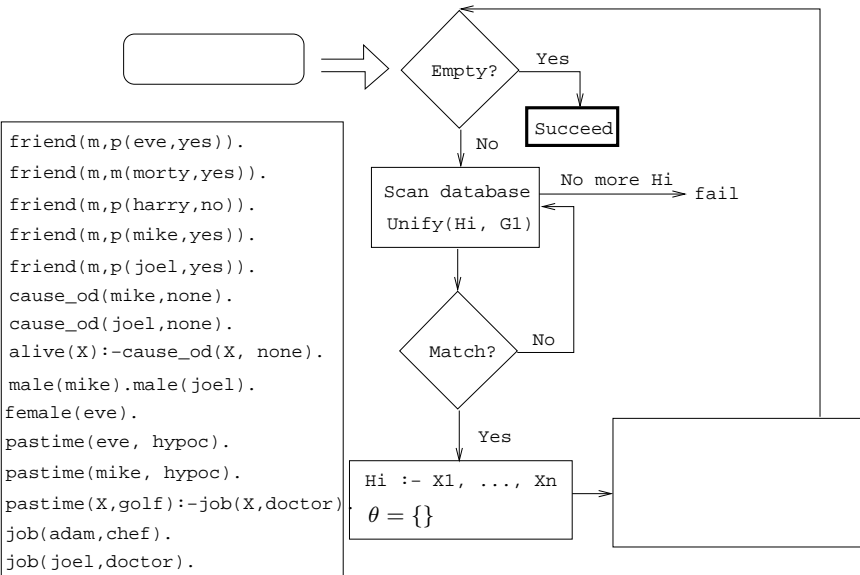 Empty?
Yes
Succeed
No
friend(m,p(eve,yes)).
friend(m,m(morty,yes)).
friend(m,p(harry,no)).
friend(m,p(mike,yes)).
friend(m,p(joel,yes)).
cause_od(mike,none).
cause_od(joel,none).
alive(X):-cause_od(X, none).
male(mike).male(joel).
female(eve).
pastime(eve, hypoc).
pastime(mike, hypoc).
pastime(X,golf):-job(X,doctor).
job(adam,chef).
job(joel,doctor).
Scan database
Unify(Hi, G1)
No more Hi
fail
Match?
No
Yes
Hi :- X1, ..., Xn
θ = {}